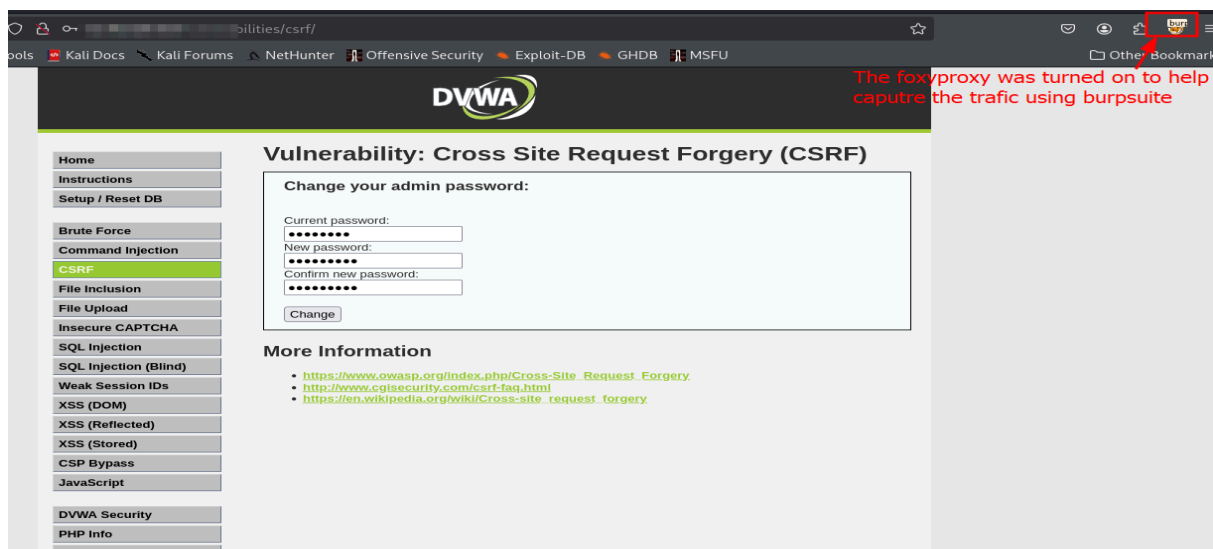 bilities/csrf/
burp
ools Kali Docs Kali Forums NetHunter Offensive Security Exploit-DB GHDB MSFU Other Bookmark
The foxyproxy was turned on to help
caputre the trafic using burpsuite
DVWA
Home
Instructions
Setup / Reset DB
Brute Force
Command Injection
CSRF
File Inclusion
File Upload
Insecure CAPTCHA
SQL Injection
SQL Injection (Blind)
Weak Session IDs
XSS (DOM)
XSS (Reflected)
XSS (Stored)
CSP Bypass
JavaScript
DVWA Security
PHP Info
Vulnerability: Cross Site Request Forgery (CSRF)
Change your admin password:
Current password:
••••••••
New password:
•••••••••
Confirm new password:
•••••••••
Change
More Information
• https://www.owasp.org/index.php/Cross-Site_Request_Forgery
• http://www.cgisecurity.com/csrf-faq.html
• https://en.wikipedia.org/wiki/Cross-site_request_forgery